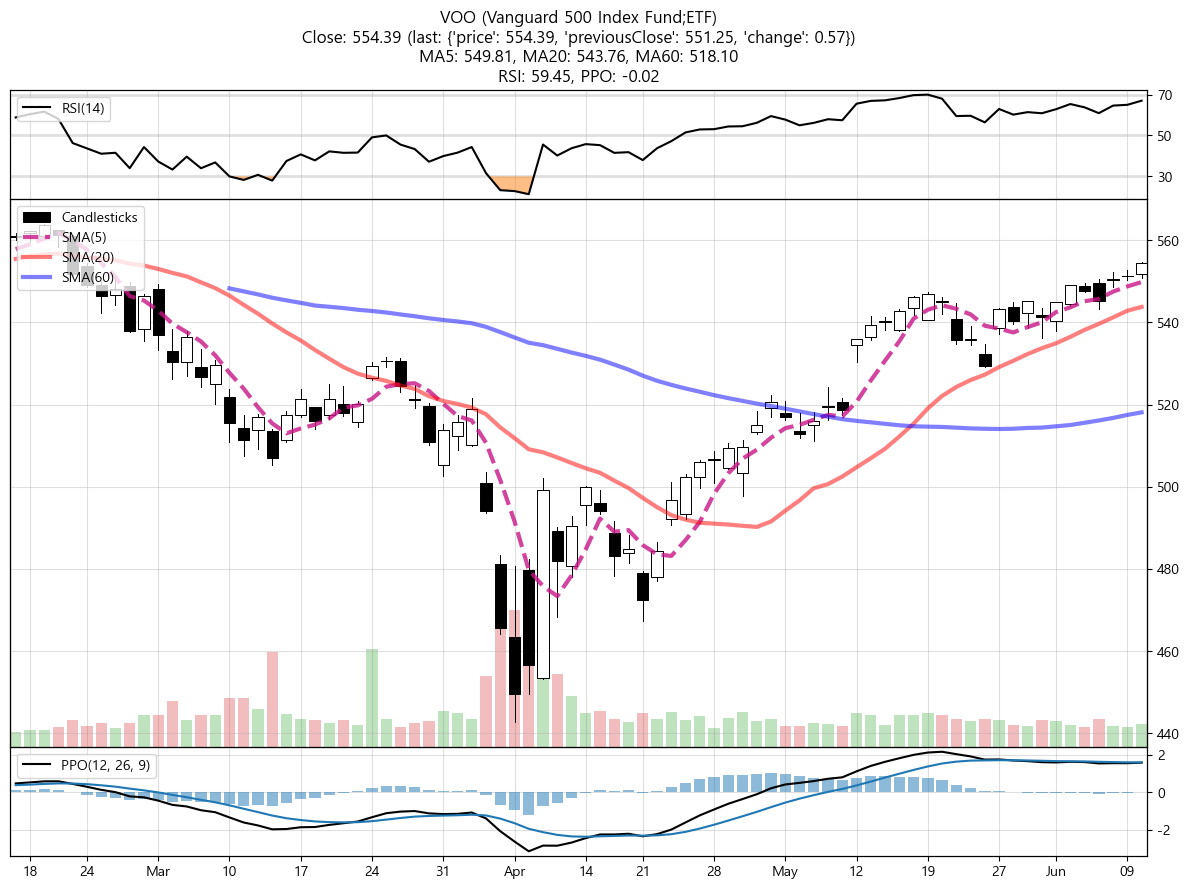 VOO (Vanguard 500 Index Fund;ETF)
Close: 554.39 (last: {'price': 554.39, 'previousClose': 551.25, 'change': 0.57})
MA5: 549.81, MA20: 543.76, MA60: 518.10
RSI: 59.45, PPO: -0.02
RSI(14)
70
50
30
Candlesticks
SMA(5)
SMA(20)
SMA(60)
560
540
520
500
480
460
440
PPO(12, 26, 9)
2
0
-2
18 24 Mar 10 17 24 31 Apr 14 21 28 May 12 19 27 Jun 09